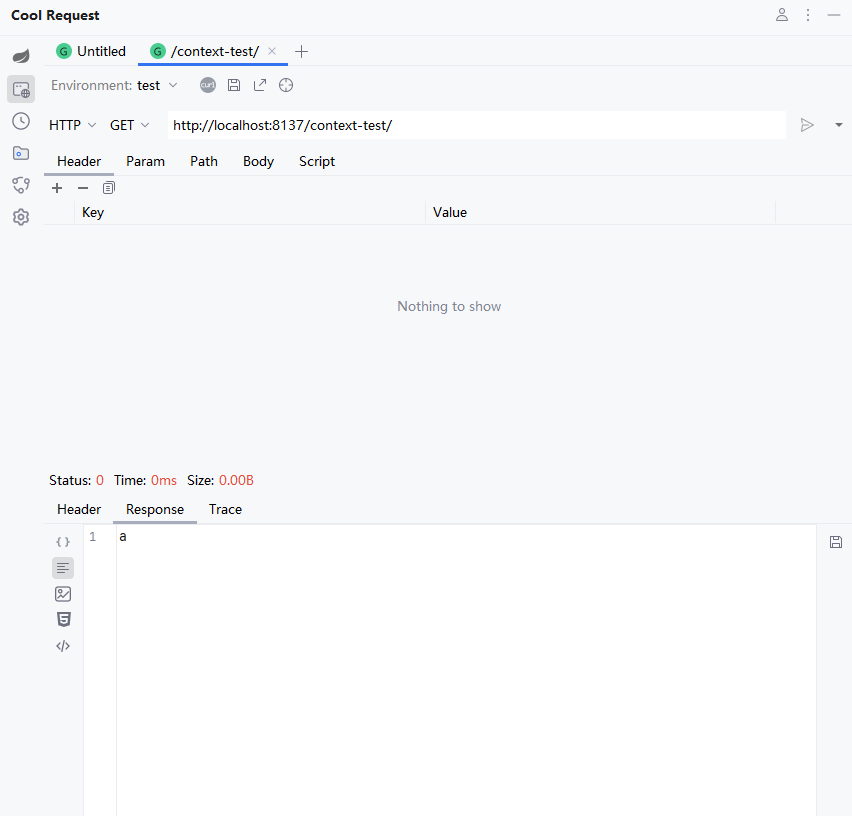 Cool Request
G Untitled G /context-test/
Environment: test curl
HTTP GET http://localhost:8137/context-test/
Header Param Path Body Script
Key Value
Nothing to show
Status: 0 Time: 0ms Size: 0.00B
Header Response Trace
1 a